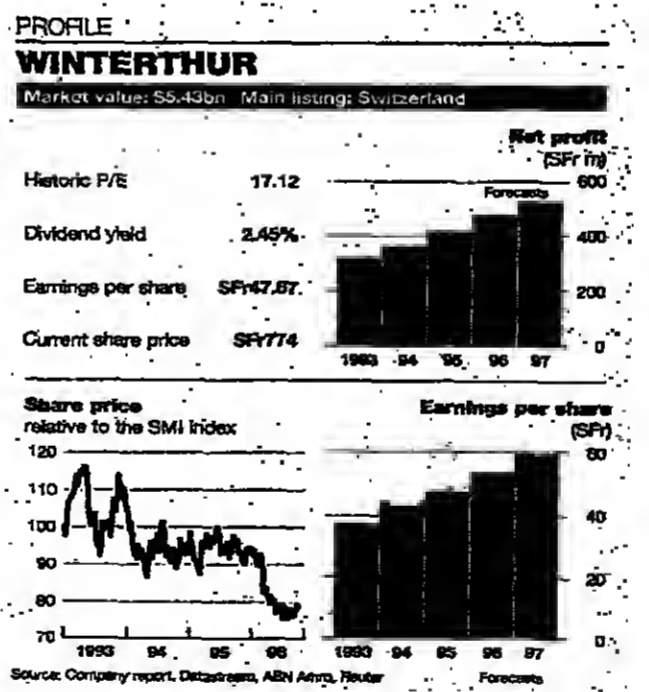 PROFILE
WINTERTHUR
Market value: $5.43bn Main listing: Switzerland
Historic P/E 17.12
Dividend yield 2.45%
Earnings per share
Current share price SFr774
Net profit
(SFr m)
Forecasts
600
400
200
0
1993 94 95 96 97
Share price
relative to the SMI Index
120
110
100
90
80
70
1993 94 95 96
Earnings per share
(SFr)
60
40
20
0
1993 94 95 96 97
Source: Company report, Datastream, ABN Amro, Reuter
Forecasts